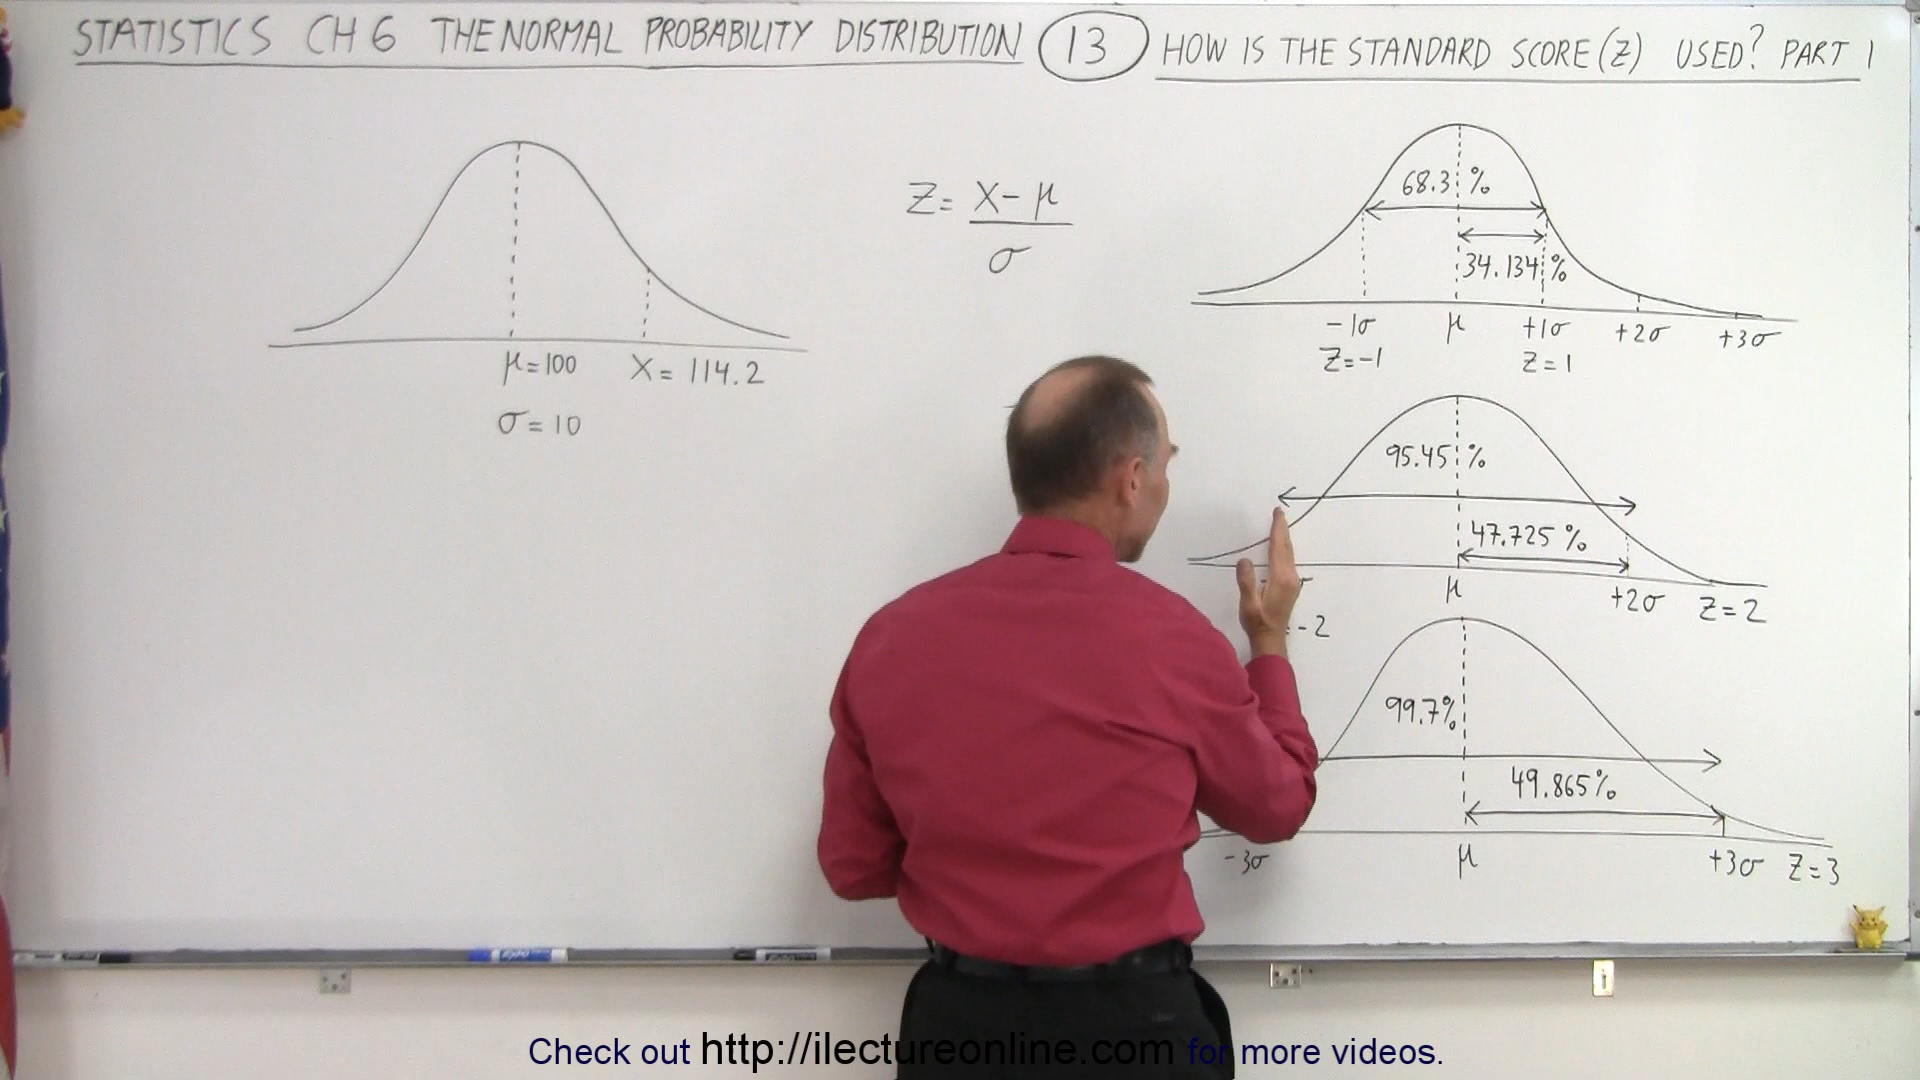 STATISTICS CH 6 THE NORMAL PROBABILITY DISTRIBUTION 13 HOW IS THE STANDARD SCORE (Z) USED? PART 1
μ=100 X = 114.2
σ = 10
Z = X - μ
σ
68.3 %
34.134 %
-1σ μ +1σ +2σ +3σ
Z=-1 Z=1
95.45 %
47.725 %
μ +2σ Z=2
=-2
99.7%
49.865%
-3σ μ +3σ Z=3
Check out http://ilectureonline.com for more videos.